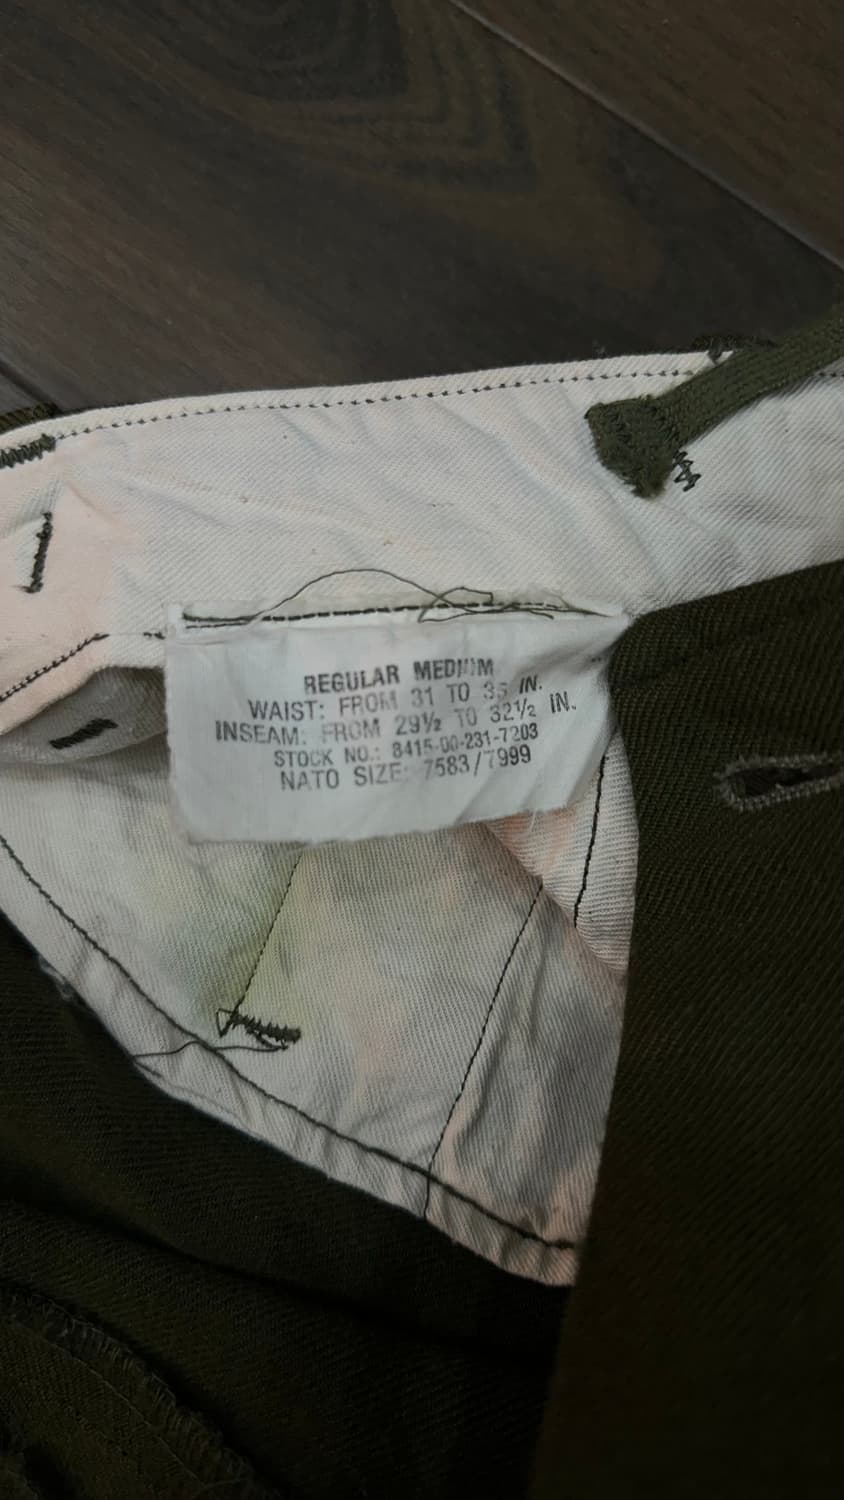 REGULAR MEDIUM
WAIST: FROM 31 TO 35 IN.
INSEAM: FROM 29½ TO 32½ IN.
STOCK NO.: 8415-00-231-7203
NATO SIZE: 7583/7999